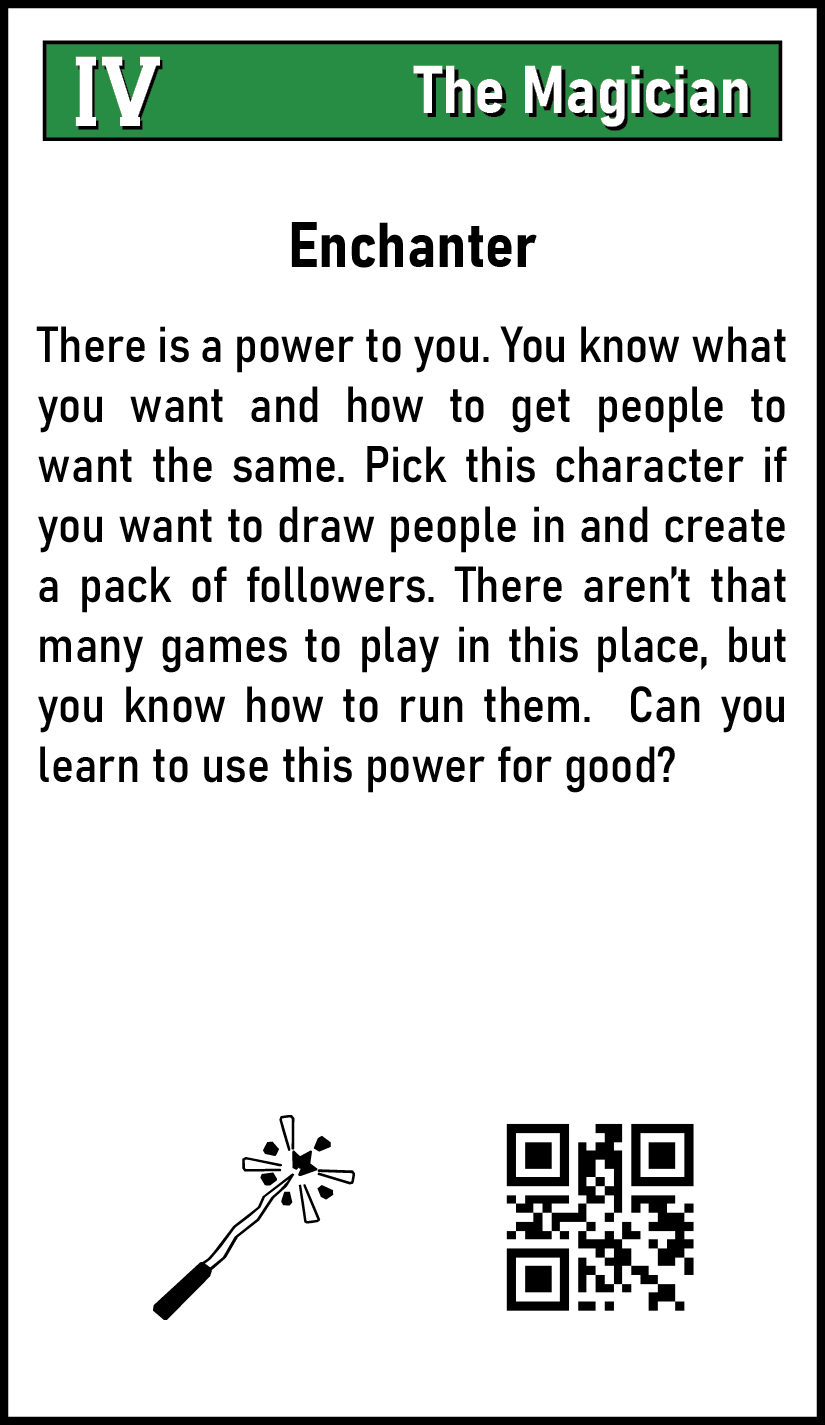 IV The Magician
Enchanter
There is a power to you. You know what
you want and how to get people to
want the same. Pick this character if
you want to draw people in and create
a pack of followers. There aren’t that
many games to play in this place, but
you know how to run them.  Can you
learn to use this power for good?